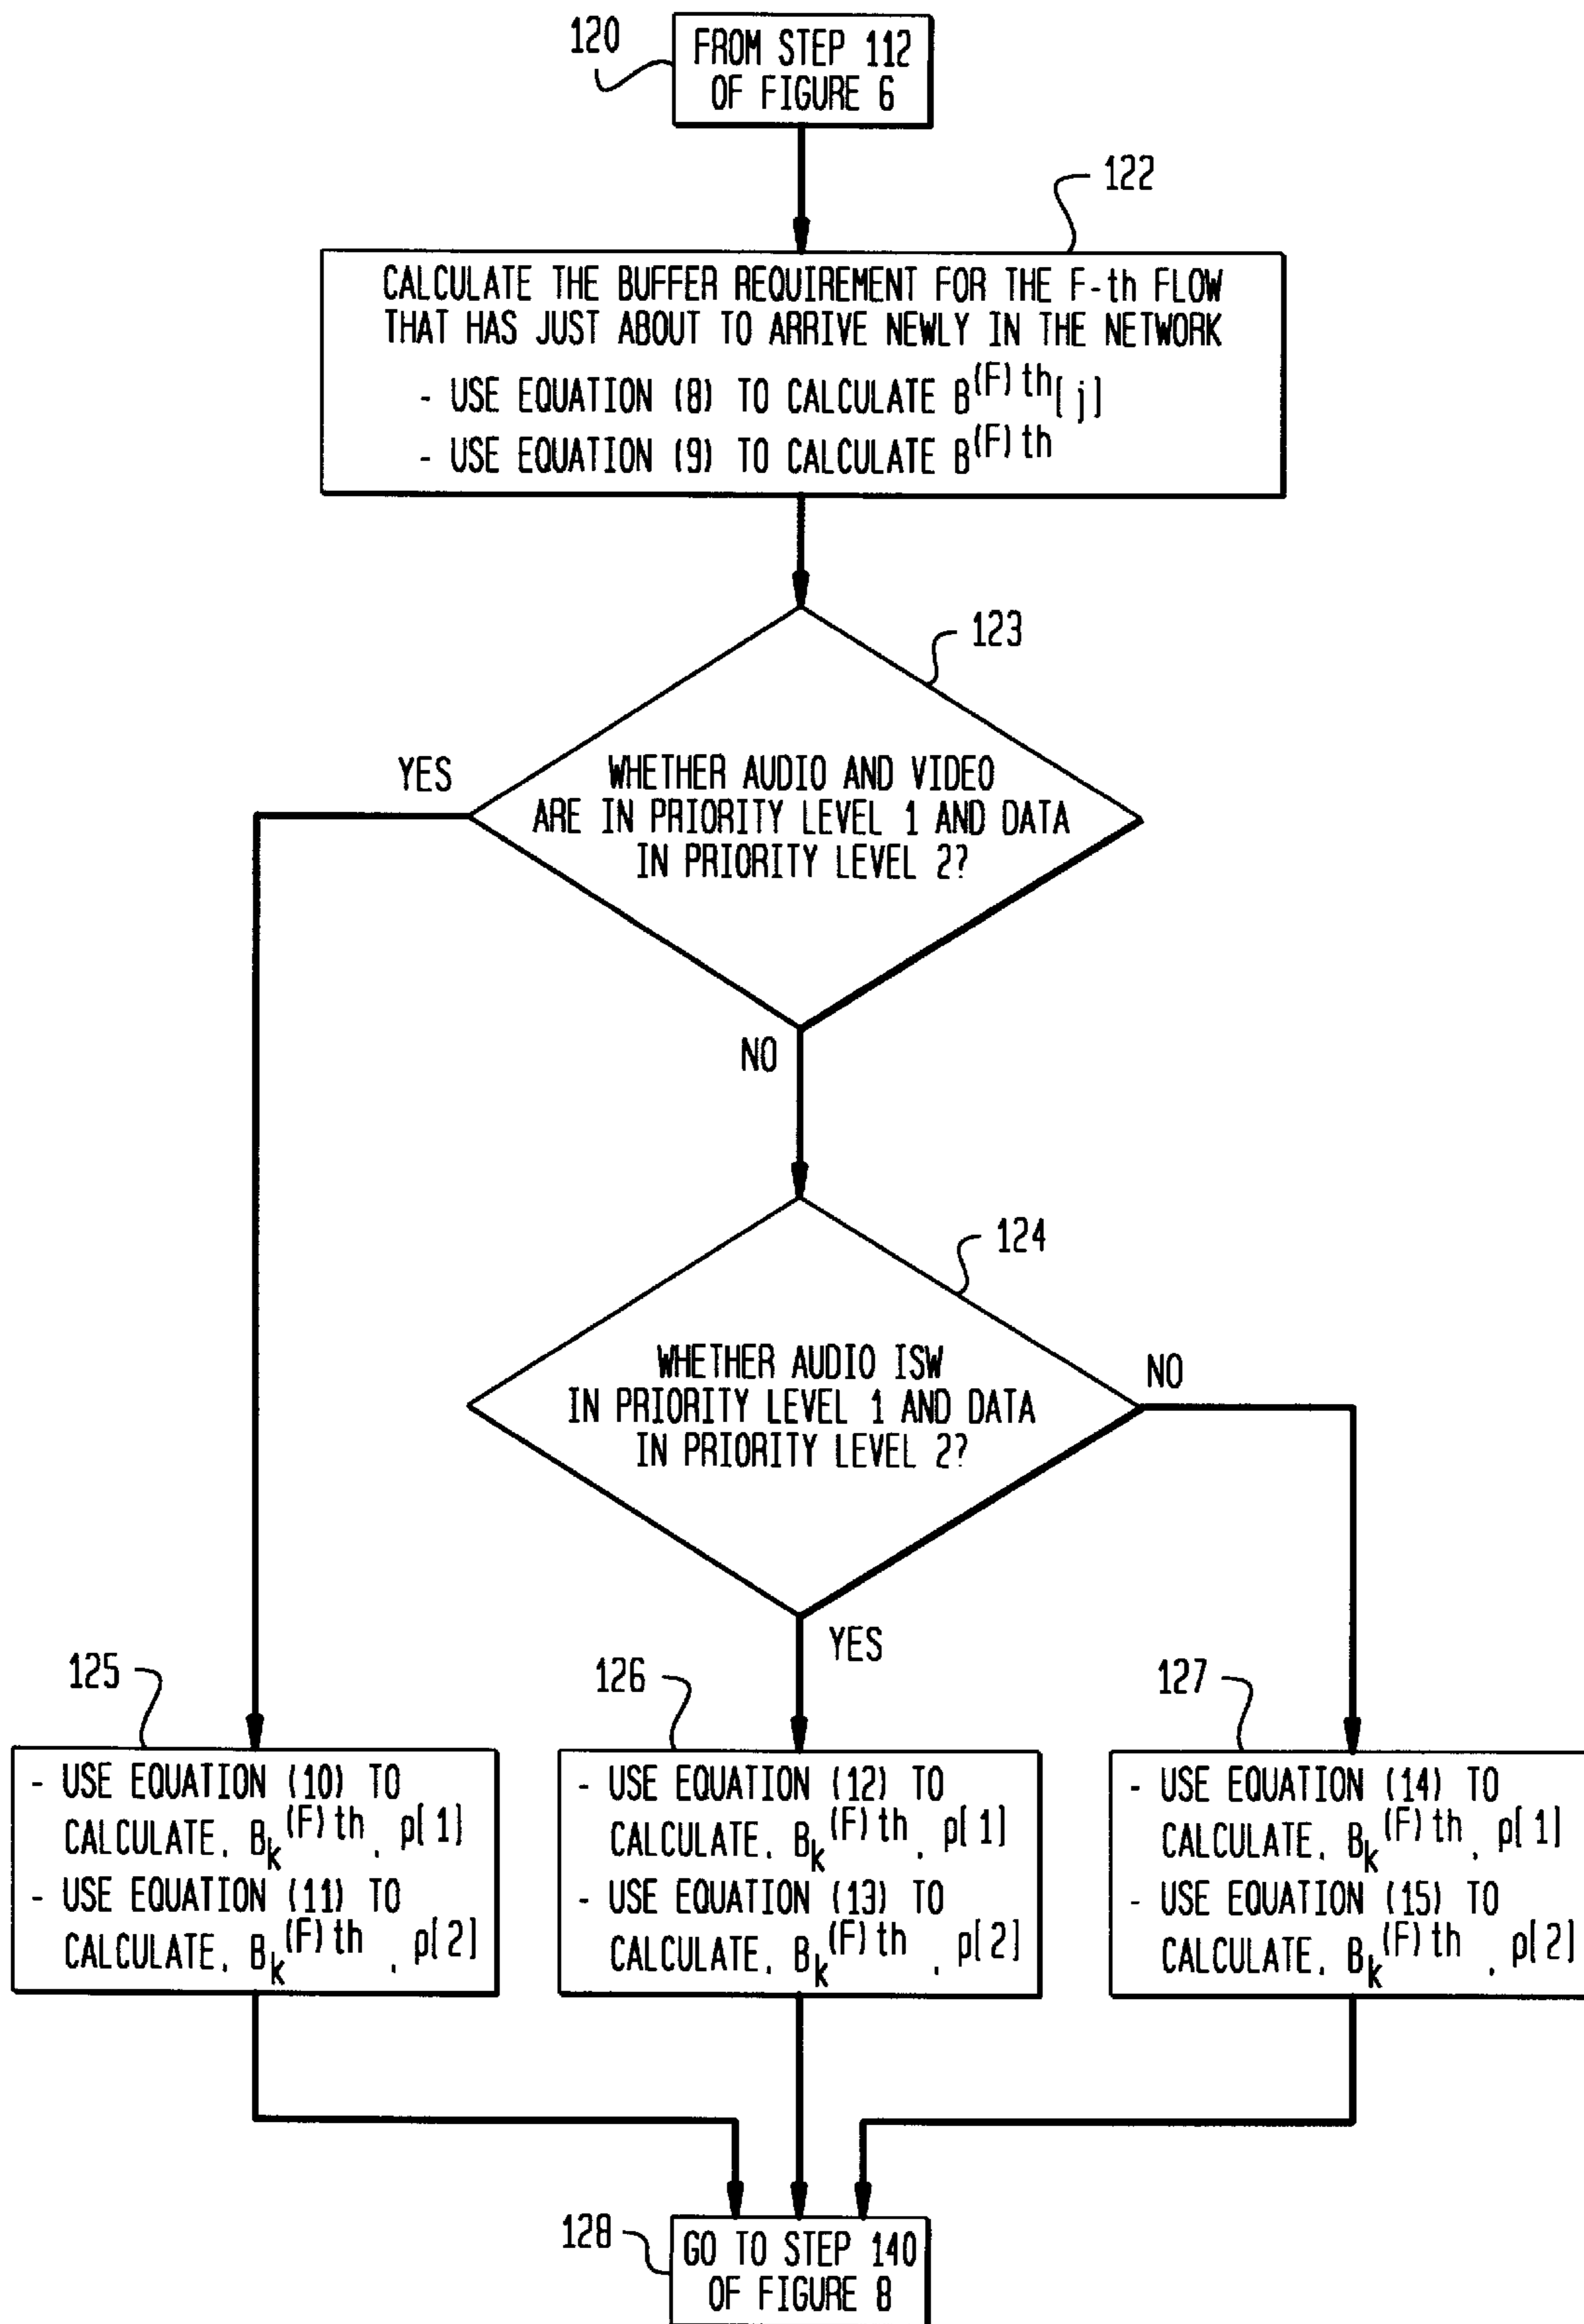 120
FROM STEP 112
OF FIGURE 6
122
CALCULATE THE BUFFER REQUIREMENT FOR THE F-th FLOW
THAT HAS JUST ABOUT TO ARRIVE NEWLY IN THE NETWORK
- USE EQUATION (8) TO CALCULATE B(F)th[j]
- USE EQUATION (9) TO CALCULATE B(F)th
123
YES
WHETHER AUDIO AND VIDEO
ARE IN PRIORITY LEVEL 1 AND DATA
IN PRIORITY LEVEL 2?
NO
124
WHETHER AUDIO ISW
IN PRIORITY LEVEL 1 AND DATA
IN PRIORITY LEVEL 2?
NO
YES
125
- USE EQUATION (10) TO
CALCULATE, Bk(F)th, p[1]
- USE EQUATION (11) TO
CALCULATE, Bk(F)th, p[2]
126
- USE EQUATION (12) TO
CALCULATE, Bk(F)th, p[1]
- USE EQUATION (13) TO
CALCULATE, Bk(F)th, p[2]
127
- USE EQUATION (14) TO
CALCULATE, Bk(F)th, p[1]
- USE EQUATION (15) TO
CALCULATE, Bk(F)th, p[2]
128
GO TO STEP 140
OF FIGURE 8